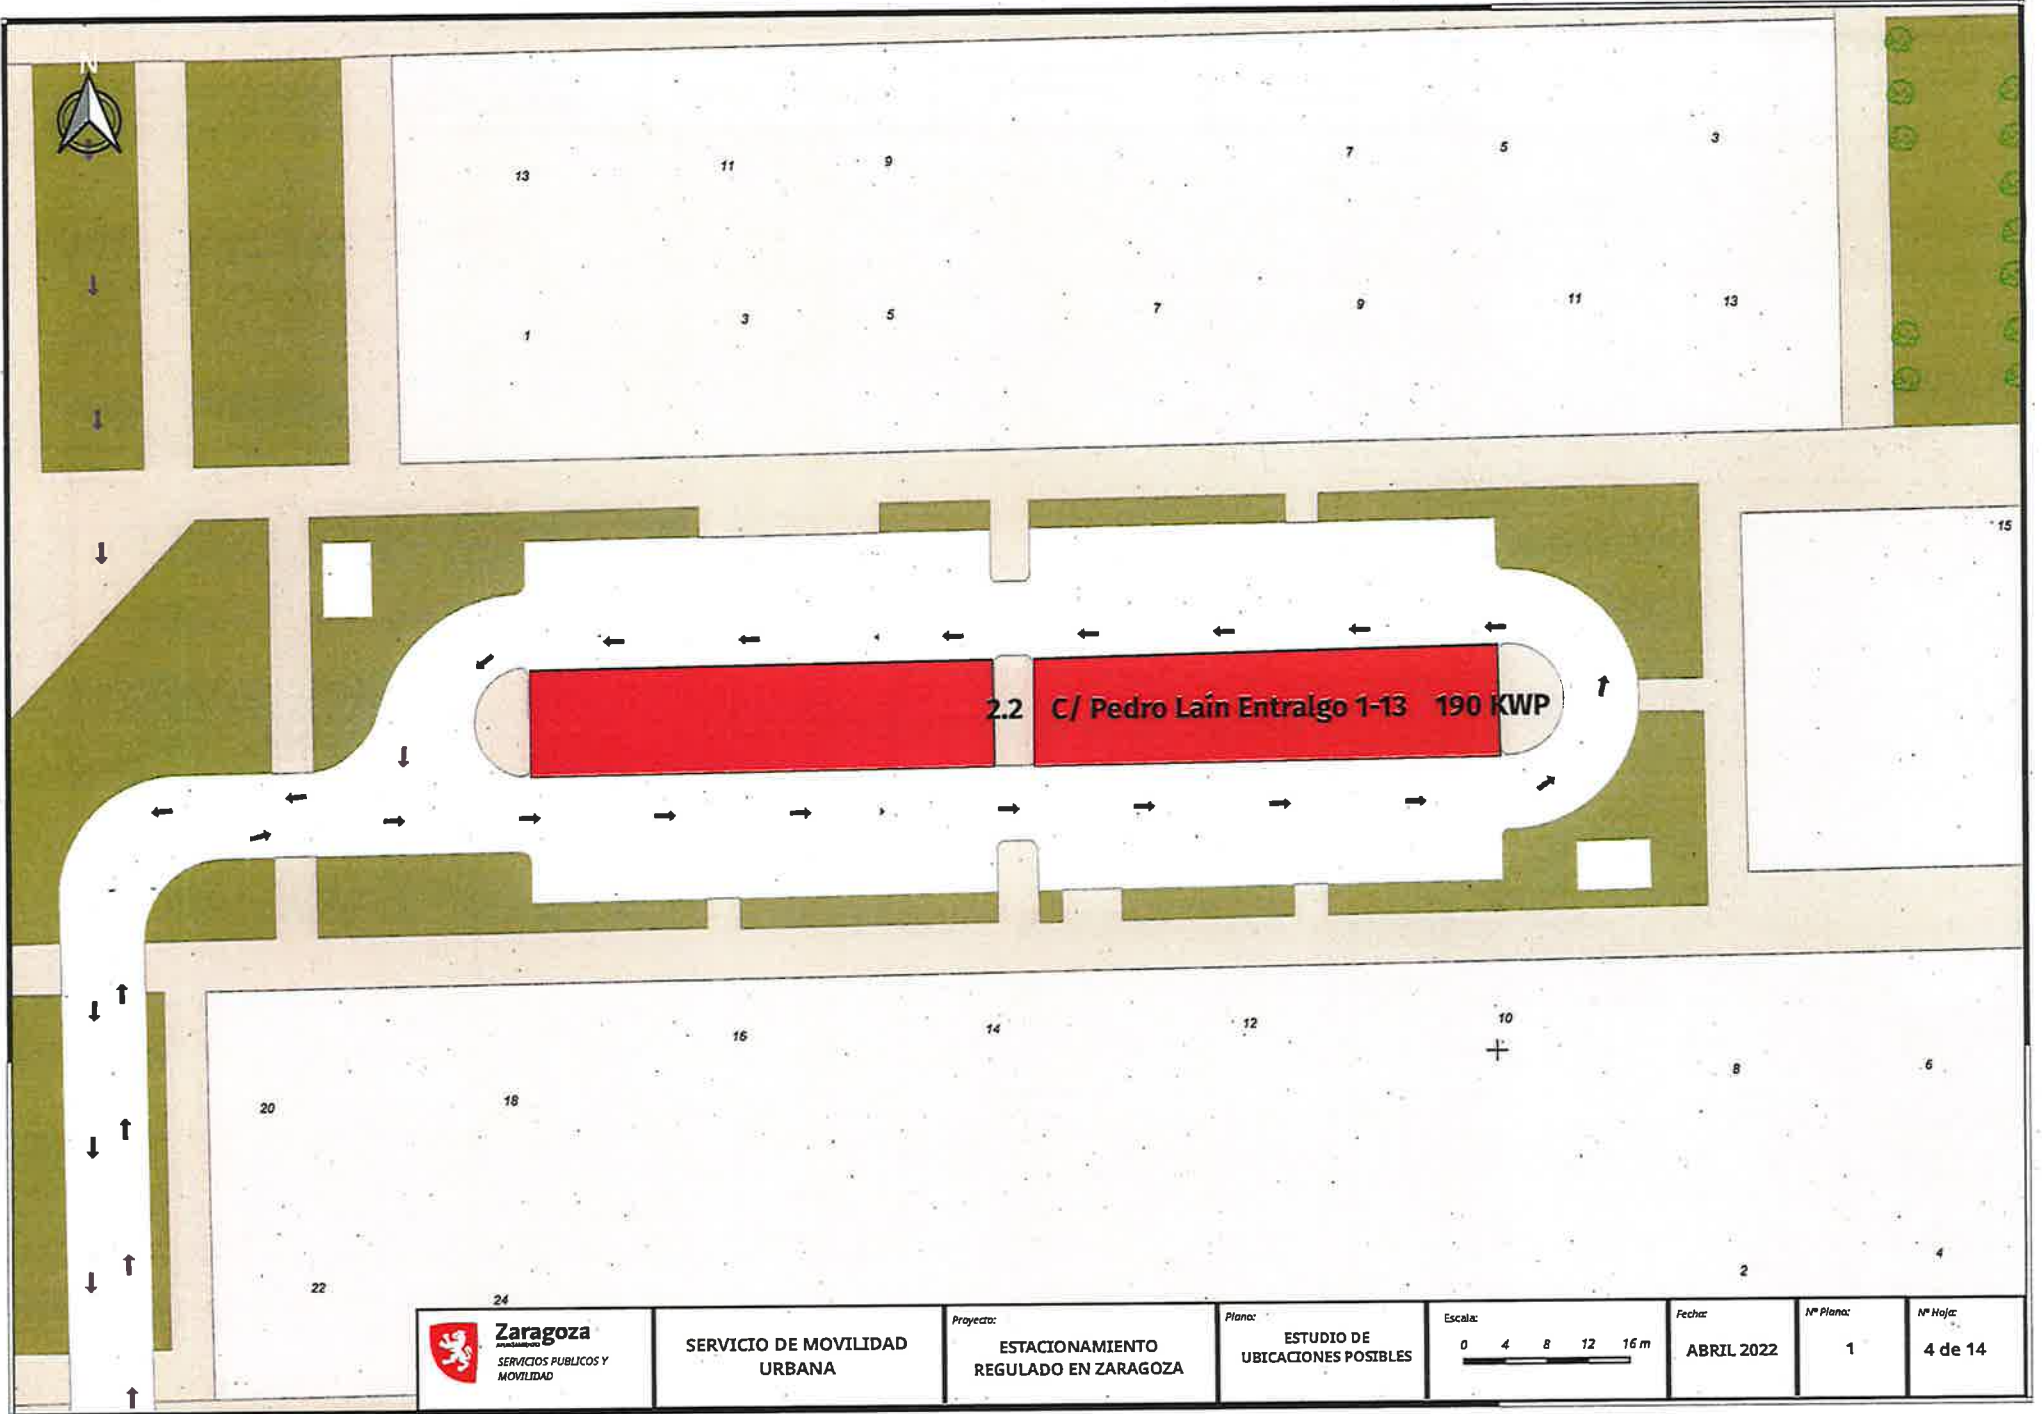 N
13
11
9
7
5
3
1
3
5
7
9
11
13
15
2.2 C/ Pedro Laín Entralgo 1-13 190 KWP
16
14
12
10
8
6
20
18
22
24
2
4
Zaragoza
AYUNTAMIENTO
SERVICIOS PUBLICOS Y
MOVILIDAD
SERVICIO DE MOVILIDAD
URBANA
Proyecto:
ESTACIONAMIENTO
REGULADO EN ZARAGOZA
Plano:
ESTUDIO DE
UBICACIONES POSIBLES
Escala:
0 4 8 12 16 m
Fecha:
ABRIL 2022
Nº Plano:
1
Nº Hoja:
4 de 14